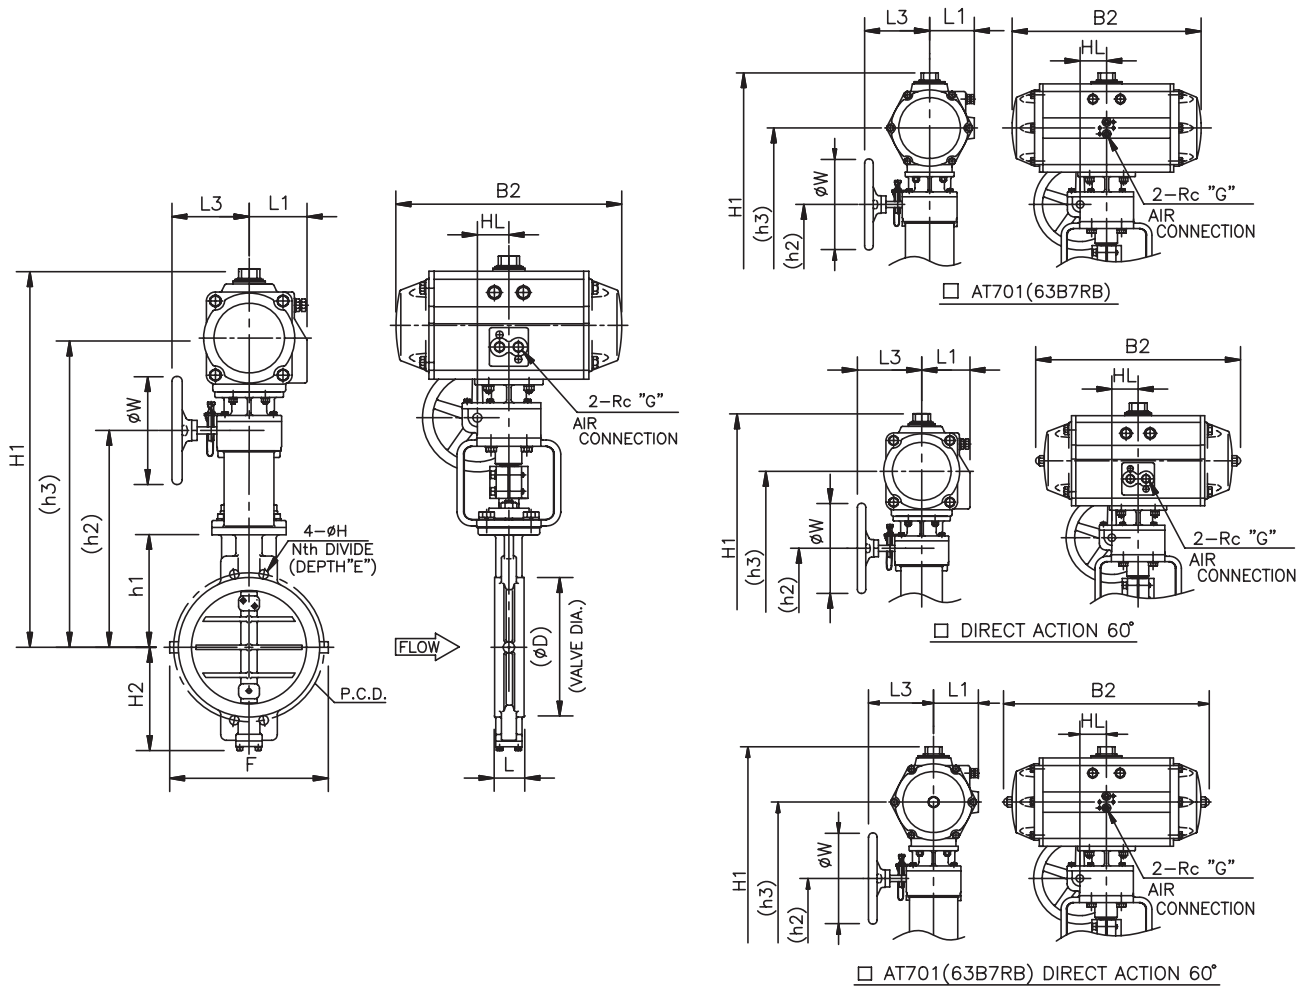 L3
L1
B2
HL
H1
(h3)
(h2)
h1
H2
øW
4-øH
Nth DIVIDE
(DEPTH"E")
P.C.D.
F
2-Rc "G"
AIR
CONNECTION
FLOW
(øD)
(VALVE DIA.)
L
L3
L1
B2
HL
H1
(h3)
(h2)
øW
2-Rc "G"
AIR
CONNECTION
□ AT701(63B7RB)
L3
L1
B2
HL
H1
(h3)
(h2)
øW
2-Rc "G"
AIR
CONNECTION
□ DIRECT ACTION 60°
L3
L1
B2
HL
H1
(h3)
(h2)
øW
2-Rc "G"
AIR
CONNECTION
□ AT701(63B7RB) DIRECT ACTION 60°